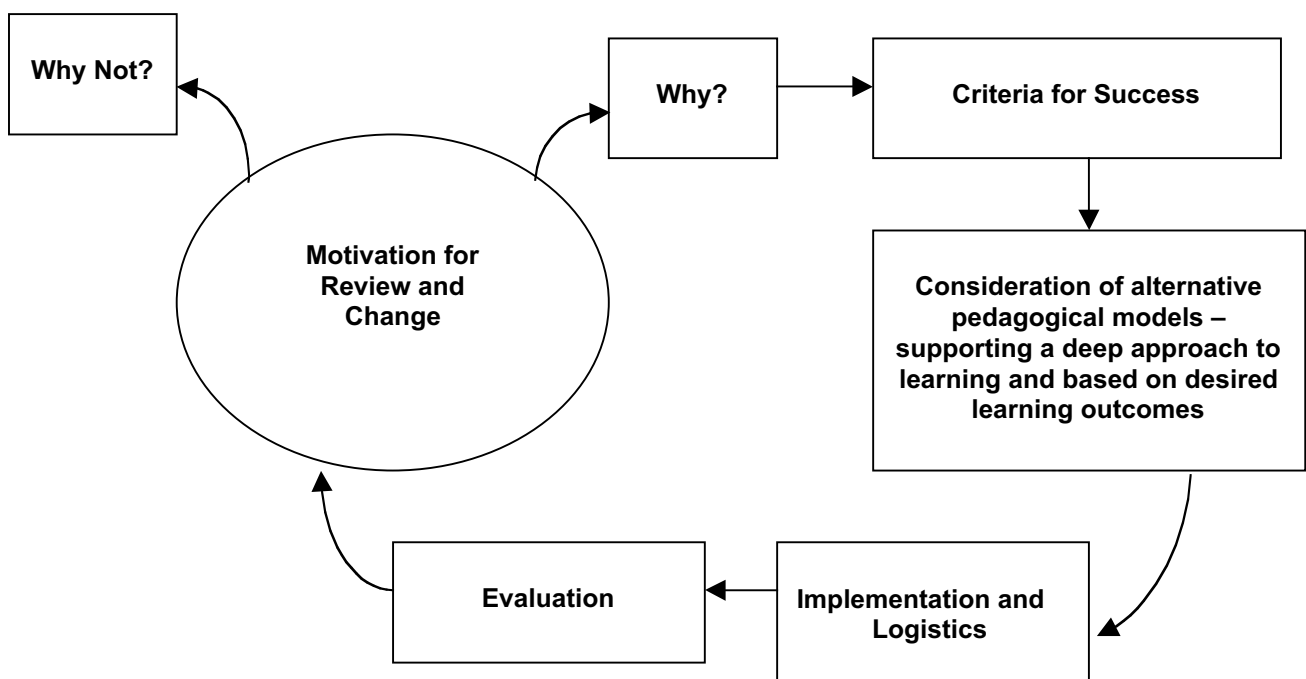 Why Not?
Why?
Criteria for Success
Motivation for
Review and
Change
Consideration of alternative
pedagogical models –
supporting a deep approach to
learning and based on desired
learning outcomes
Evaluation
Implementation and
Logistics